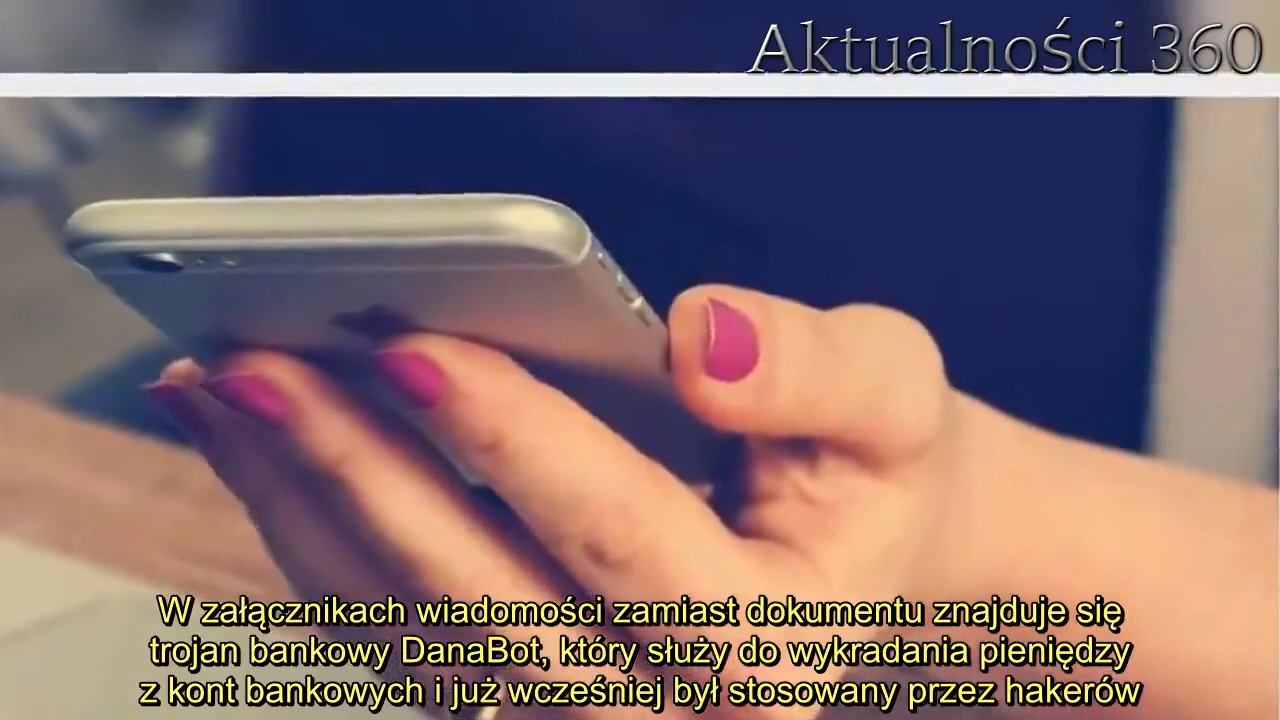 Aktualności 360
W załącznikach wiadomości zamiast dokumentu znajduje się
trojan bankowy DanaBot, który służy do wykradania pieniędzy
z kont bankowych i już wcześniej był stosowany przez hakerów